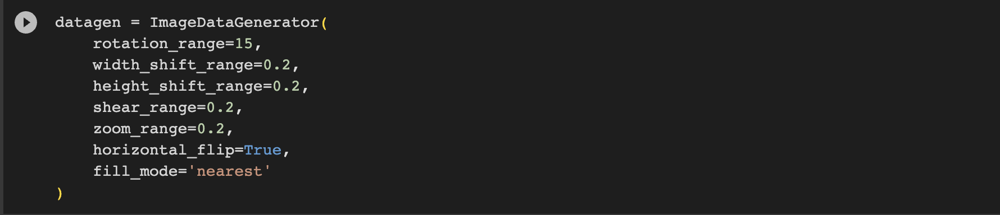 datagen = ImageDataGenerator(
    rotation_range=15,
    width_shift_range=0.2,
    height_shift_range=0.2,
    shear_range=0.2,
    zoom_range=0.2,
    horizontal_flip=True,
    fill_mode='nearest'
)